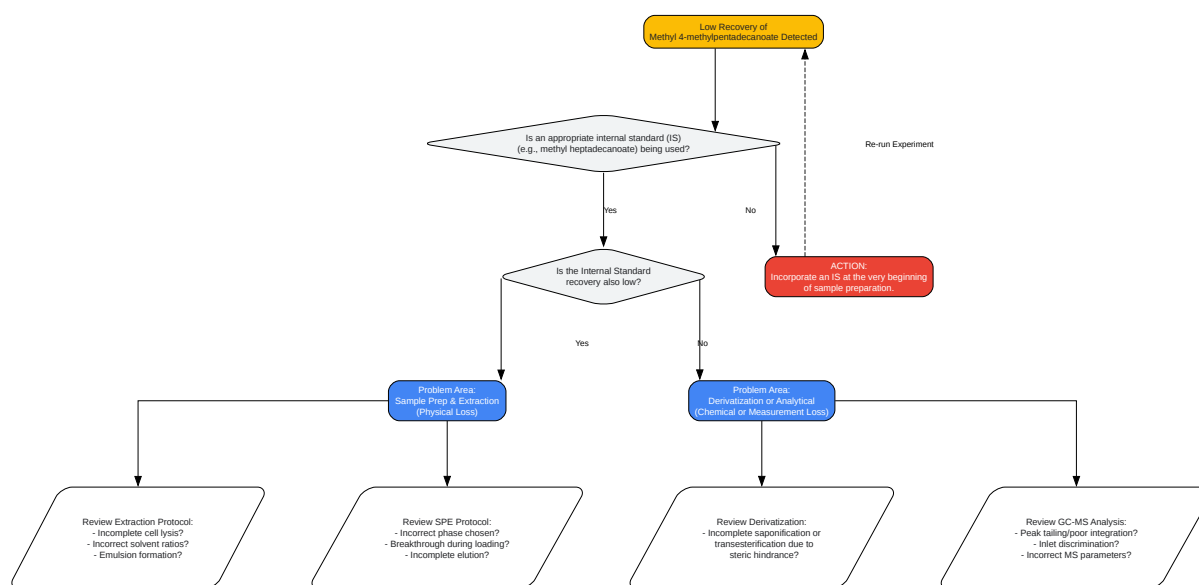 Low Recovery of
Methyl 4-methylpentadecanoate Detected
Is an appropriate internal standard (IS)
(e.g., methyl heptadecanoate) being used?
Re-run Experiment
Yes
No
Is the Internal Standard
recovery also low?
ACTION:
Incorporate an IS at the very beginning
of sample preparation.
Yes
No
Problem Area:
Sample Prep & Extraction
(Physical Loss)
Problem Area:
Derivatization or Analytical
(Chemical or Measurement Loss)
Review Extraction Protocol:
- Incomplete cell lysis?
- Incorrect solvent ratios?
- Emulsion formation?
Review SPE Protocol:
- Incorrect phase chosen?
- Breakthrough during loading?
- Incomplete elution?
Review Derivatization:
- Incomplete saponification or
transesterification due to
steric hindrance?
Review GC-MS Analysis:
- Peak tailing/poor integration?
- Inlet discrimination?
- Incorrect MS parameters?